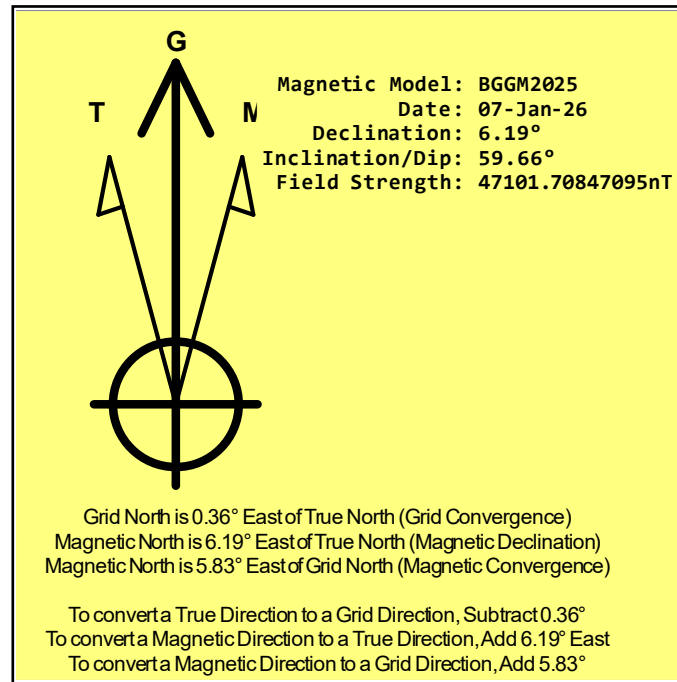 G
T
M
Magnetic Model: BGGM2025
Date: 07-Jan-26
Declination: 6.19°
Inclination/Dip: 59.66°
Field Strength: 47101.70847095nT
Grid North is 0.36° East of True North (Grid Convergence)
Magnetic North is 6.19° East of True North (Magnetic Declination)
Magnetic North is 5.83° East of Grid North (Magnetic Convergence)
To convert a True Direction to a Grid Direction, Subtract 0.36°
To convert a Magnetic Direction to a True Direction, Add 6.19° East
To convert a Magnetic Direction to a Grid Direction, Add 5.83°